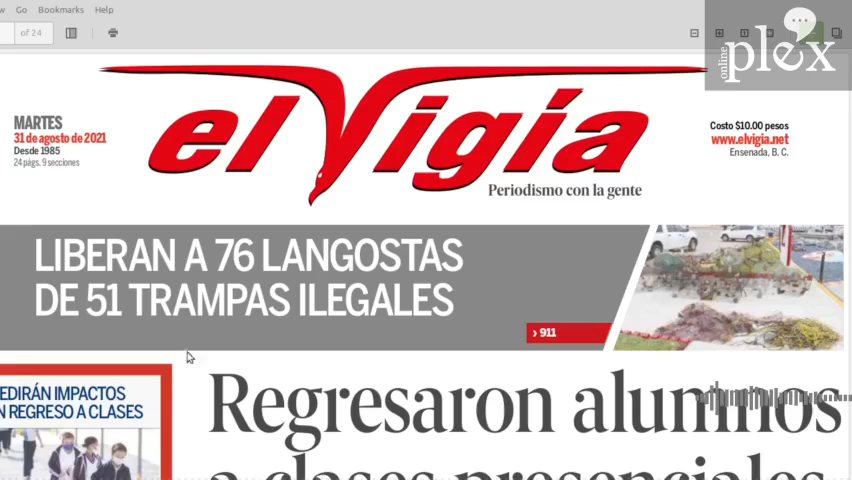 Go Bookmarks Help
of 24
online
plex
MARTES
31 de agosto de 2021
Desde 1985
24 págs. 9 secciones
el Vigía
Periodismo con la gente
Costo $10.00 pesos
www.elvigia.net
Ensenada, B. C.
LIBERAN A 76 LANGOSTAS
DE 51 TRAMPAS ILEGALES
› 911
EDIRÁN IMPACTOS
N REGRESO A CLASES
Regresaron alumnos
a clases presenciales